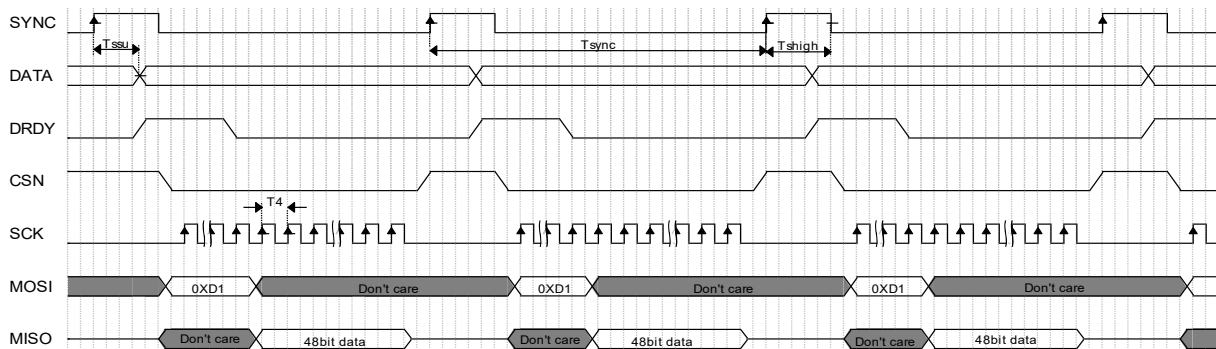 SYNC
Tssu
Tsync
Tshigh
DATA
DRDY
CSN
T4
SCK
MOSI
0XD1
Don't care
0XD1
Don't care
0XD1
Don't care
MISO
Don't care
48bit data
Don't care
48bit data
Don't care
48bit data